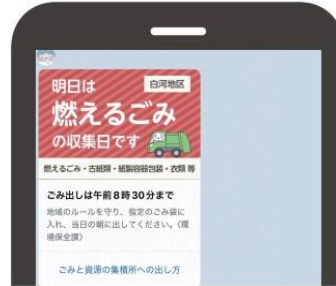 明日は
白河地区
燃えるごみ
の収集日です
燃えるごみ・古紙類・紙製容器包装・衣類 等
ごみ出しは午前8時30分まで
地域のルールを守り、指定のごみ袋に
入れ、当日の朝に出してください。（環
境保全課）
ごみと資源の集積所への出し方